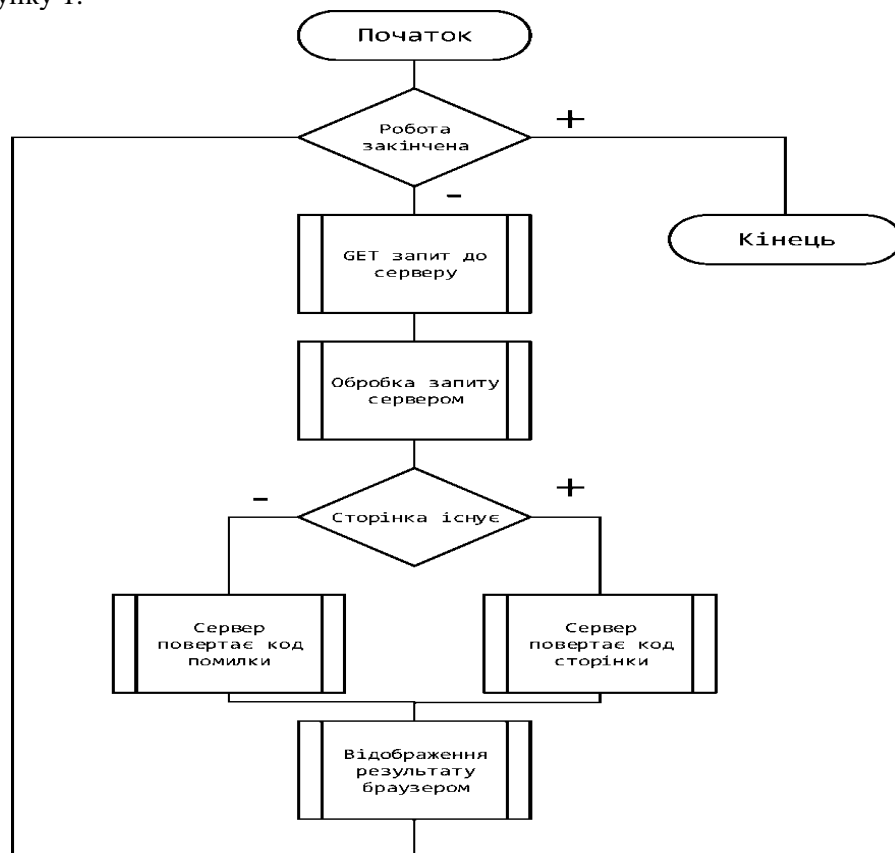 Початок
Робота
закінчена
+
-
GET запит до
серверу
Кінець
Обробка запиту
сервером
-
+
Сторінка існує
Сервер
повертає код
помилки
Сервер
повертає код
сторінки
Відображення
результату
браузером